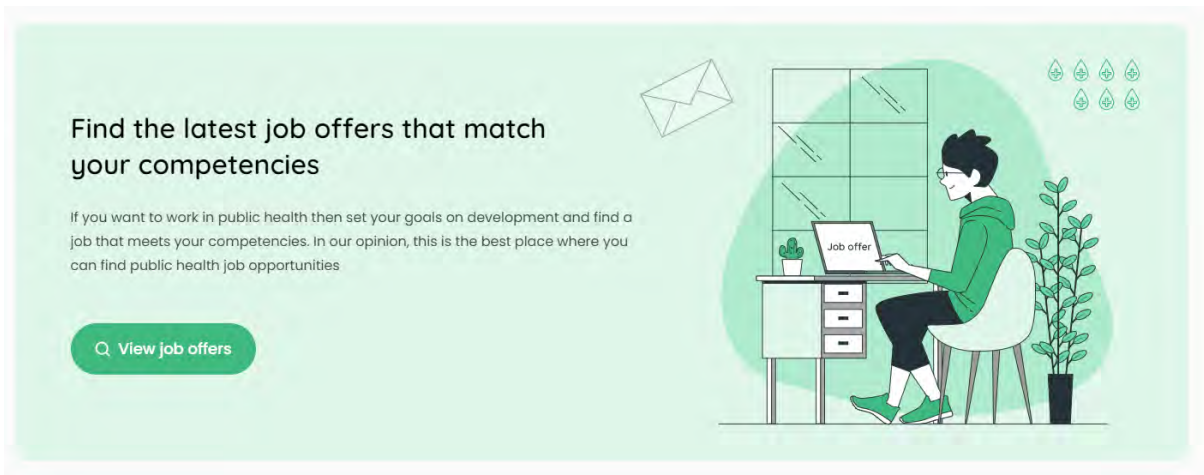 Find the latest job offers that match
your competencies
If you want to work in public health then set your goals on development and find a
job that meets your competencies. In our opinion, this is the best place where you
can find public health job opportunities
View job offers
Job offer